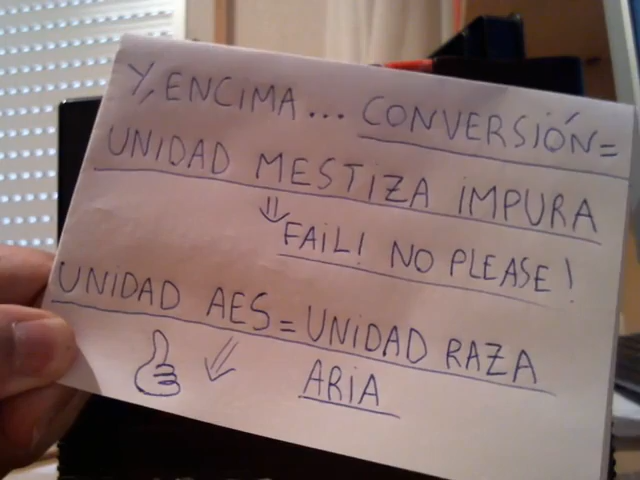 Y, ENCIMA... CONVERSIÓN =
UNIDAD MESTIZA IMPURA
FAIL! NO PLEASE!
UNIDAD AES = UNIDAD RAZA
ARIA